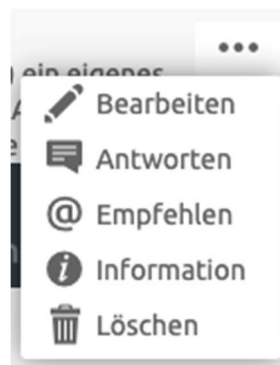 ein eigenes
Bearbeiten
Antworten
Empfehlen
Information
Löschen